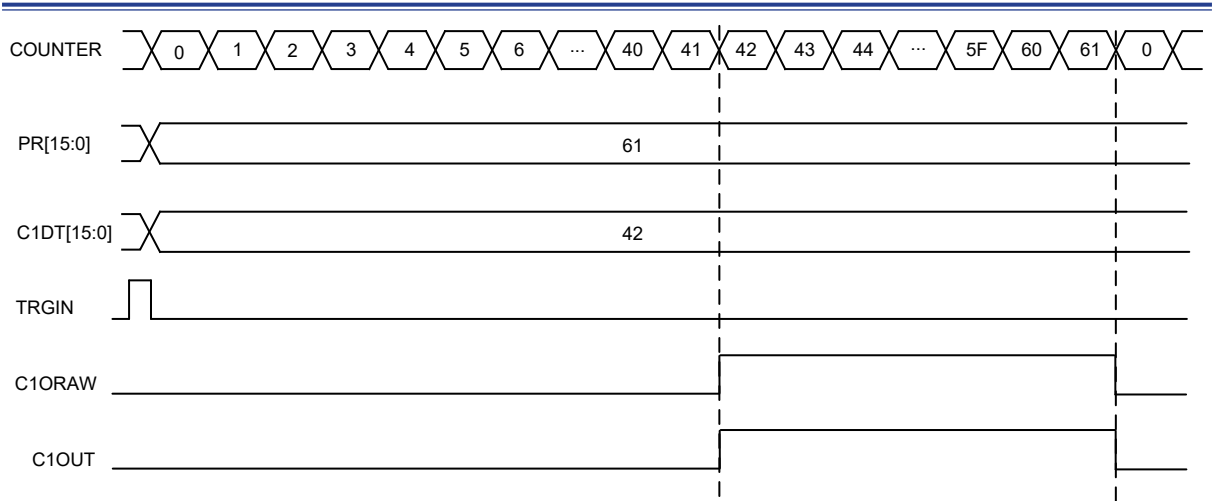 COUNTER 0 1 2 3 4 5 6 ... 40 41 42 43 44 ... 5F 60 61 0
PR[15:0] 61
C1DT[15:0] 42
TRGIN
C1ORAW
C1OUT